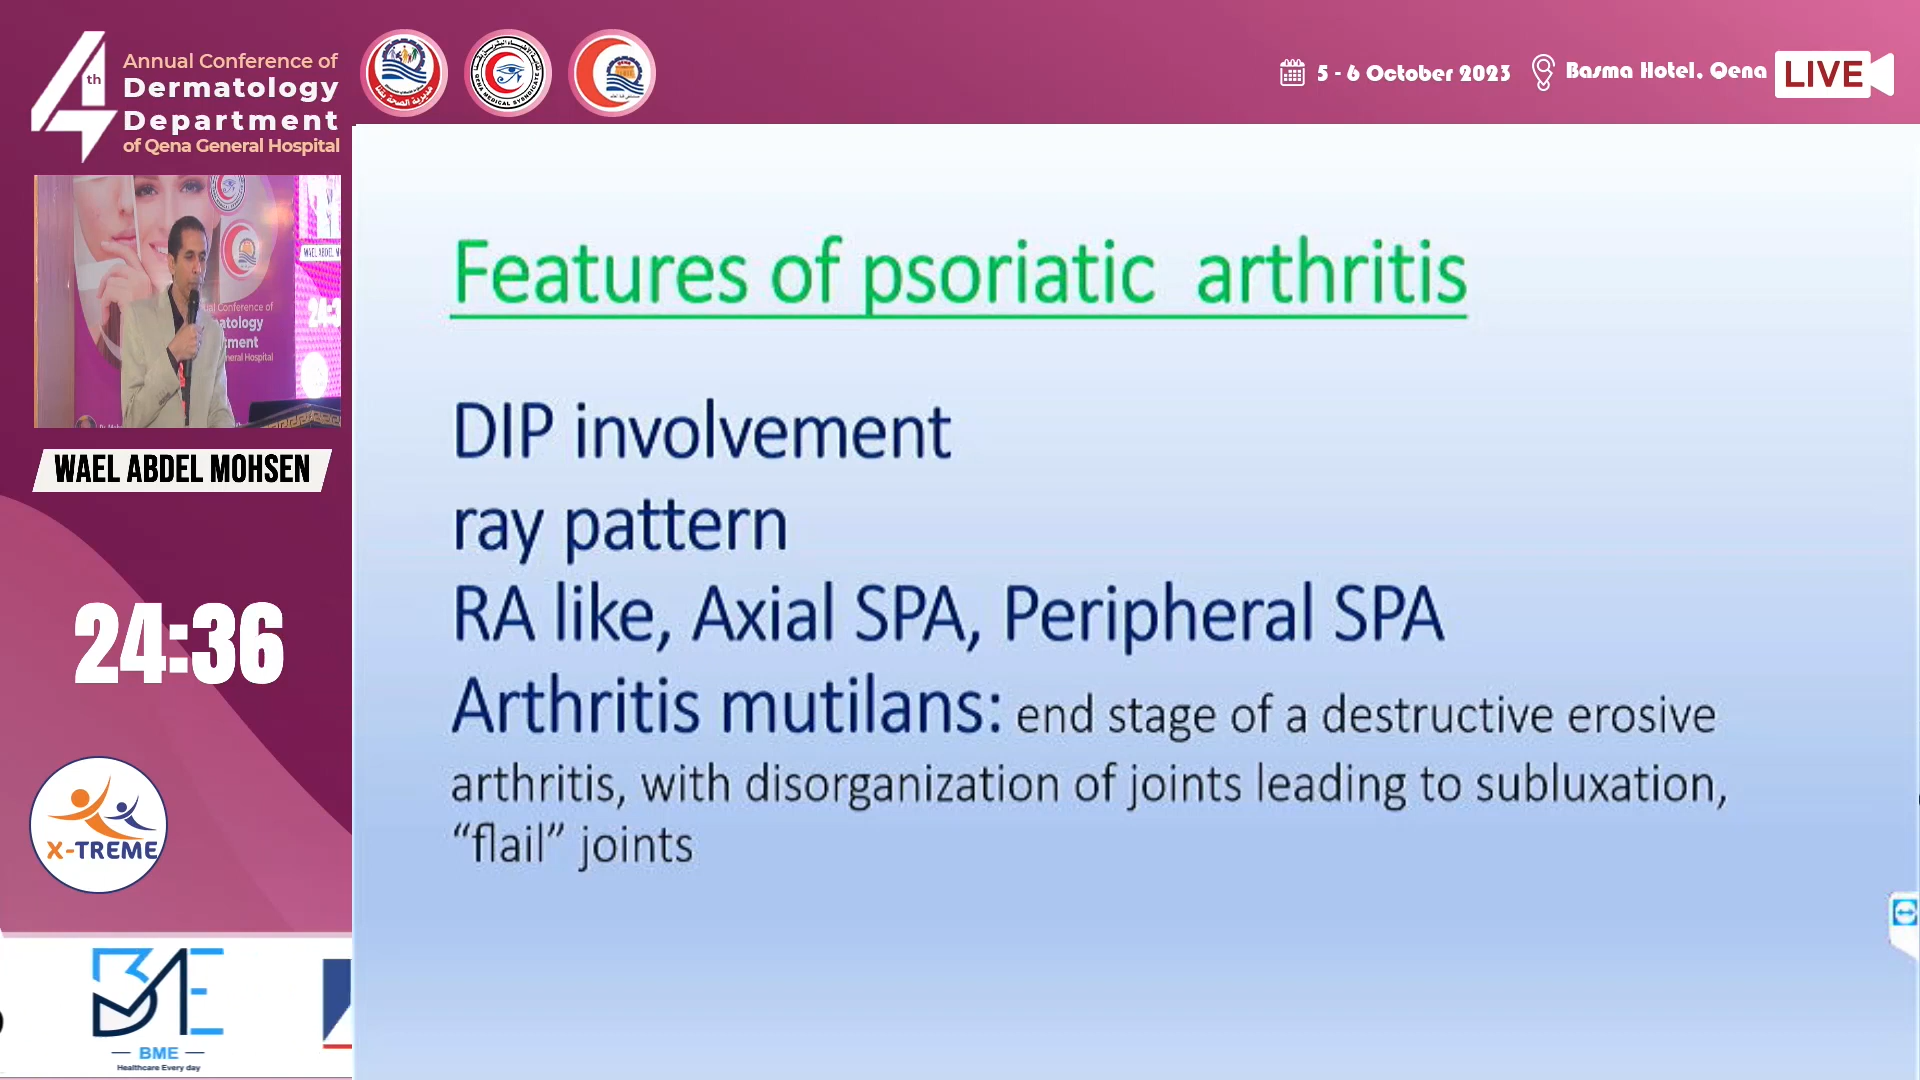 4th
Annual Conference of
Dermatology
Department
of Qena General Hospital
5 - 6 October 2023
Basma Hotel, Qena
LIVE
WAEL ABDEL MOHSEN
24:36
X-TREME
BME
Healthcare Every day
Features of psoriatic arthritis
DIP involvement
ray pattern
RA like, Axial SPA, Peripheral SPA
Arthritis mutilans: end stage of a destructive erosive
arthritis, with disorganization of joints leading to subluxation,
“flail” joints